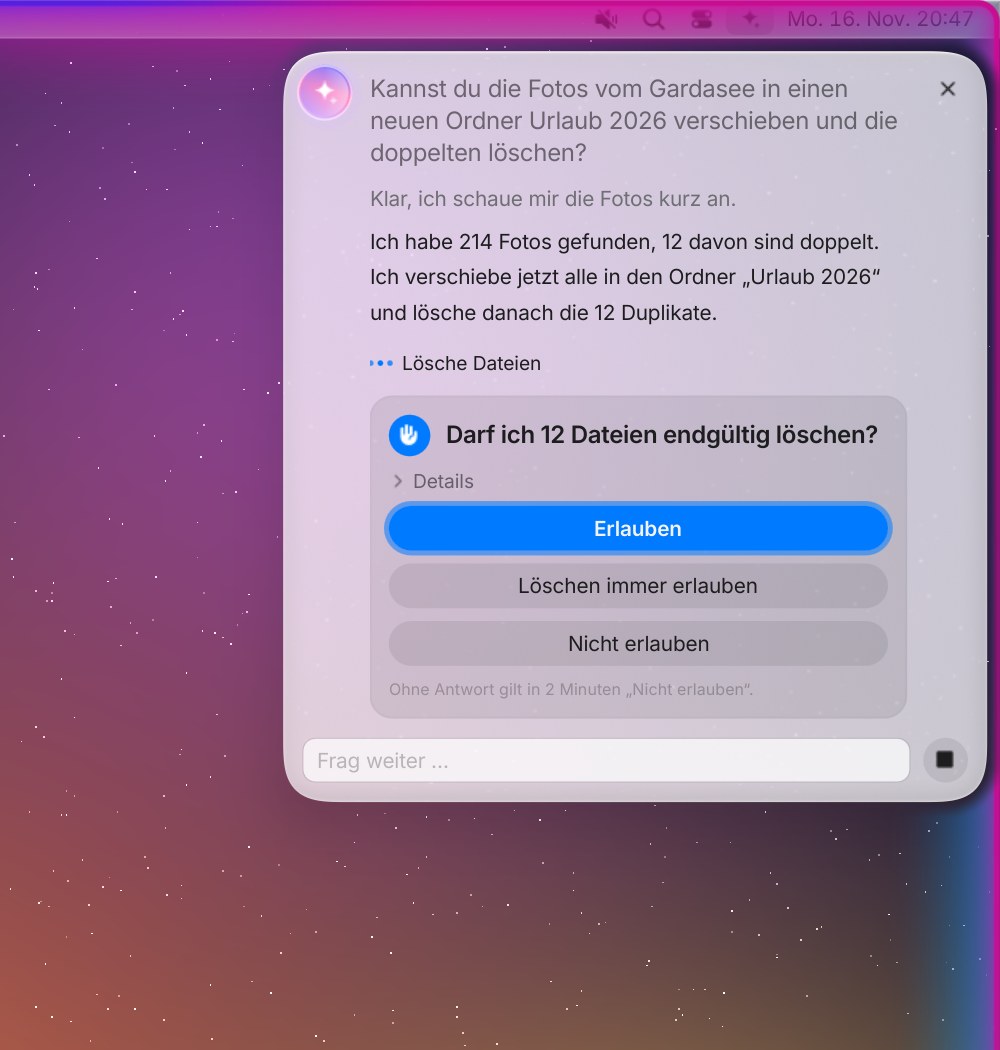 Mo. 16. Nov. 20:47
Kannst du die Fotos vom Gardasee in einen
neuen Ordner Urlaub 2026 verschieben und die
doppelten löschen?
Klar, ich schaue mir die Fotos kurz an.
Ich habe 214 Fotos gefunden, 12 davon sind doppelt.
Ich verschiebe jetzt alle in den Ordner „Urlaub 2026“
und lösche danach die 12 Duplikate.
Lösche Dateien
Darf ich 12 Dateien endgültig löschen?
Details
Erlauben
Löschen immer erlauben
Nicht erlauben
Ohne Antwort gilt in 2 Minuten „Nicht erlauben“.
Frag weiter ...